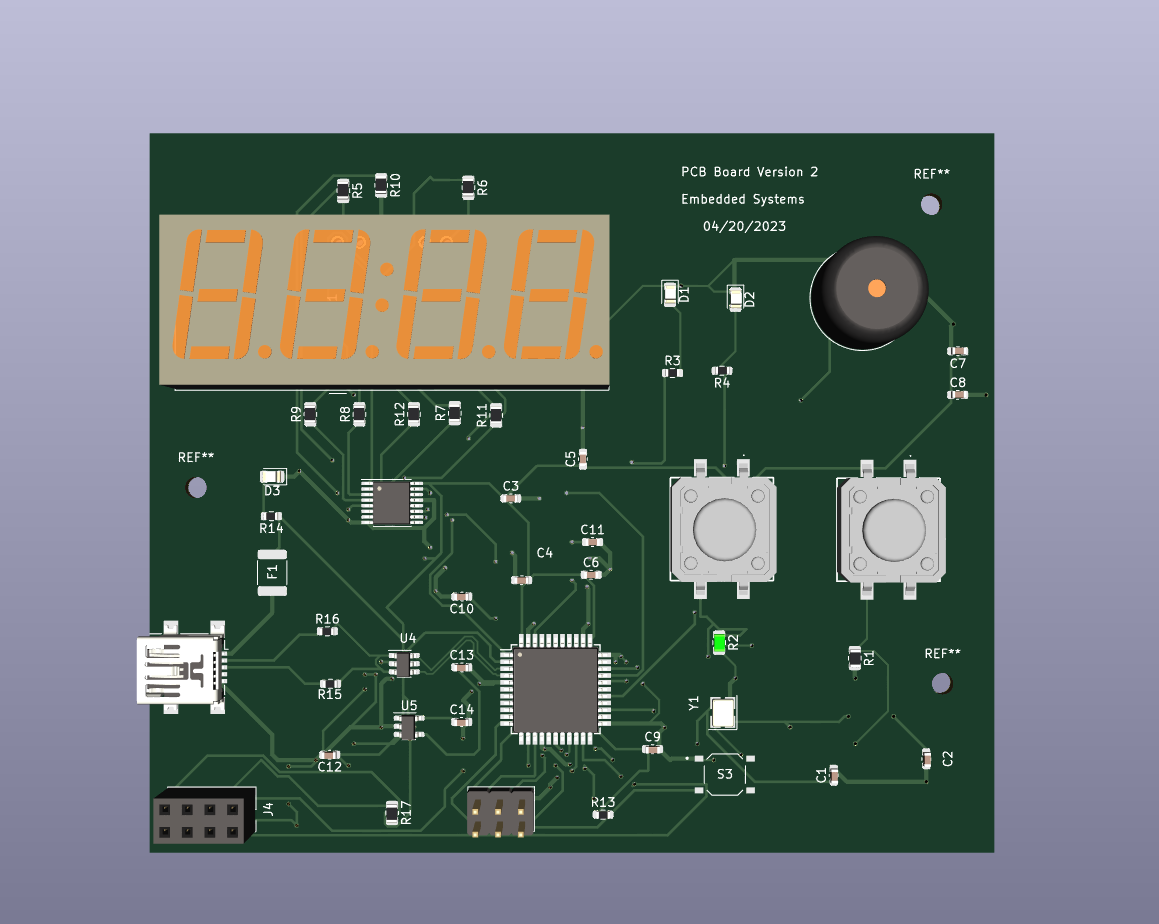 PCB Board Version 2
REF**
Embedded Systems
04/20/2023
R5
R10
R6
D1
D2
R3
R4
C7
C8
R9
R8
R12
R7
R11
REF**
C5
D3
C3
R14
C11
C4
C6
F1
C10
R16
U4
R2
C13
REF**
R1
R15
U5
C14
Y1
C9
C12
S3
C1
C2
J4
R17
R13